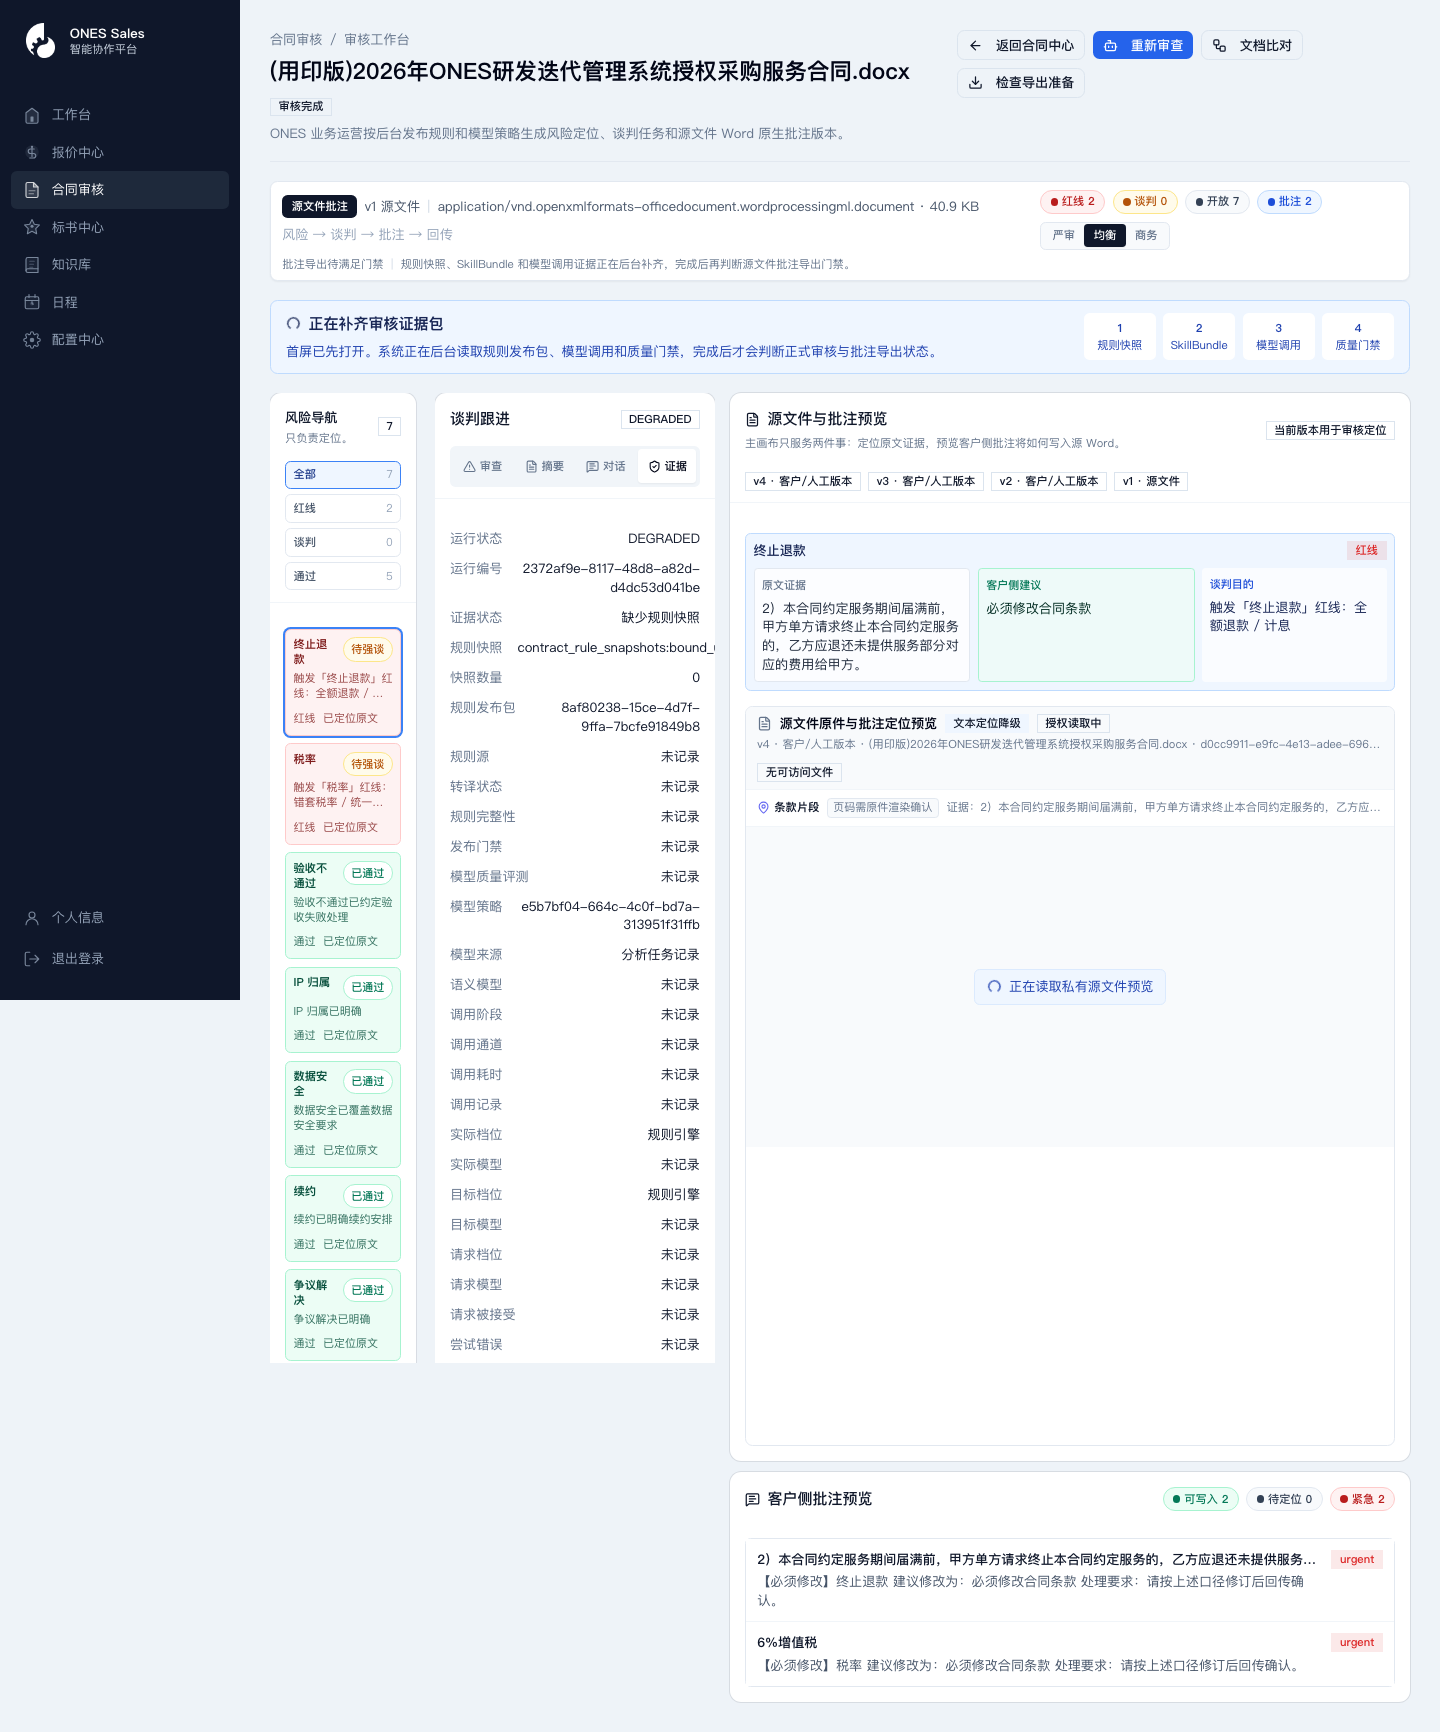 ONES Sales
智能协作平台
工作台
报价中心
合同审核
标书中心
知识库
日程
配置中心
个人信息
退出登录
合同审核 / 审核工作台
(用印版)2026年ONES研发迭代管理系统授权采购服务合同.docx
审核完成
ONES 业务运营按后台发布规则和模型策略生成风险定位、谈判任务和源文件 Word 原生批注版本。
返回合同中心
重新审查
文档比对
检查导出准备
源文件批注 v1 源文件 | application/vnd.openxmlformats-officedocument.wordprocessingml.document · 40.9 KB
风险 → 谈判 → 批注 → 回传
批注导出待满足门禁 | 规则快照、SkillBundle 和模型调用证据正在后台补齐，完成后再判断源文件批注导出门禁。
红线 2 谈判 0 开放 7 批注 2
严审 均衡 商务
正在补齐审核证据包
首屏已先打开。系统正在后台读取规则发布包、模型调用和质量门禁，完成后才会判断正式审核与批注导出状态。
1
规则快照
2
SkillBundle
3
模型调用
4
质量门禁
风险导航
只负责定位。
7
全部 7
红线 2
谈判 0
通过 5
终止退
款
待强谈
触发「终止退款」红
线：全额退款 / ...
红线 已定位原文
税率
待强谈
触发「税率」红线：
错套税率 / 统一...
红线 已定位原文
验收不
通过
已通过
验收不通过已约定验
收失败处理
通过 已定位原文
IP 归属
已通过
IP 归属已明确
通过 已定位原文
数据安
全
已通过
数据安全已覆盖数据
安全要求
通过 已定位原文
续约
已通过
续约已明确续约安排
通过 已定位原文
争议解
决
已通过
争议解决已明确
通过 已定位原文
谈判跟进
DEGRADED
审查 摘要 对话 证据
运行状态 DEGRADED
运行编号 2372af9e-8117-48d8-a82d-
d4dc53d041be
证据状态 缺少规则快照
规则快照 contract_rule_snapshots:bound_
快照数量 0
规则发布包 8af80238-15ce-4d7f-
9ffa-7bcfe91849b8
规则源 未记录
转译状态 未记录
规则完整性 未记录
发布门禁 未记录
模型质量评测 未记录
模型策略 e5b7bf04-664c-4c0f-bd7a-
313951f31ffb
模型来源 分析任务记录
语义模型 未记录
调用阶段 未记录
调用通道 未记录
调用耗时 未记录
调用记录 未记录
实际档位 规则引擎
实际模型 未记录
目标档位 规则引擎
目标模型 未记录
请求档位 未记录
请求模型 未记录
请求被接受 未记录
尝试错误 未记录
源文件与批注预览
主画布只服务两件事：定位原文证据，预览客户侧批注将如何写入源 Word。
当前版本用于审核定位
v4 · 客户/人工版本 v3 · 客户/人工版本 v2 · 客户/人工版本 v1 · 源文件
终止退款
红线
原文证据
2）本合同约定服务期间届满前，
甲方单方请求终止本合同约定服务
的，乙方应退还未提供服务部分对
应的费用给甲方。
客户侧建议
必须修改合同条款
谈判目的
触发「终止退款」红线：全
额退款 / 计息
源文件原件与批注定位预览 文本定位降级 授权读取中
v4 · 客户/人工版本 · (用印版)2026年ONES研发迭代管理系统授权采购服务合同.docx · d0cc9911-e9fc-4e13-adee-696...
无可访问文件
条款片段 页码需原件渲染确认 证据：2）本合同约定服务期间届满前，甲方单方请求终止本合同约定服务的，乙方应...
正在读取私有源文件预览
客户侧批注预览
可写入 2 待定位 0 紧急 2
2）本合同约定服务期间届满前，甲方单方请求终止本合同约定服务的，乙方应退还未提供服务...
urgent
【必须修改】终止退款 建议修改为：必须修改合同条款 处理要求：请按上述口径修订后回传确
认。
6%增值税
urgent
【必须修改】税率 建议修改为：必须修改合同条款 处理要求：请按上述口径修订后回传确认。